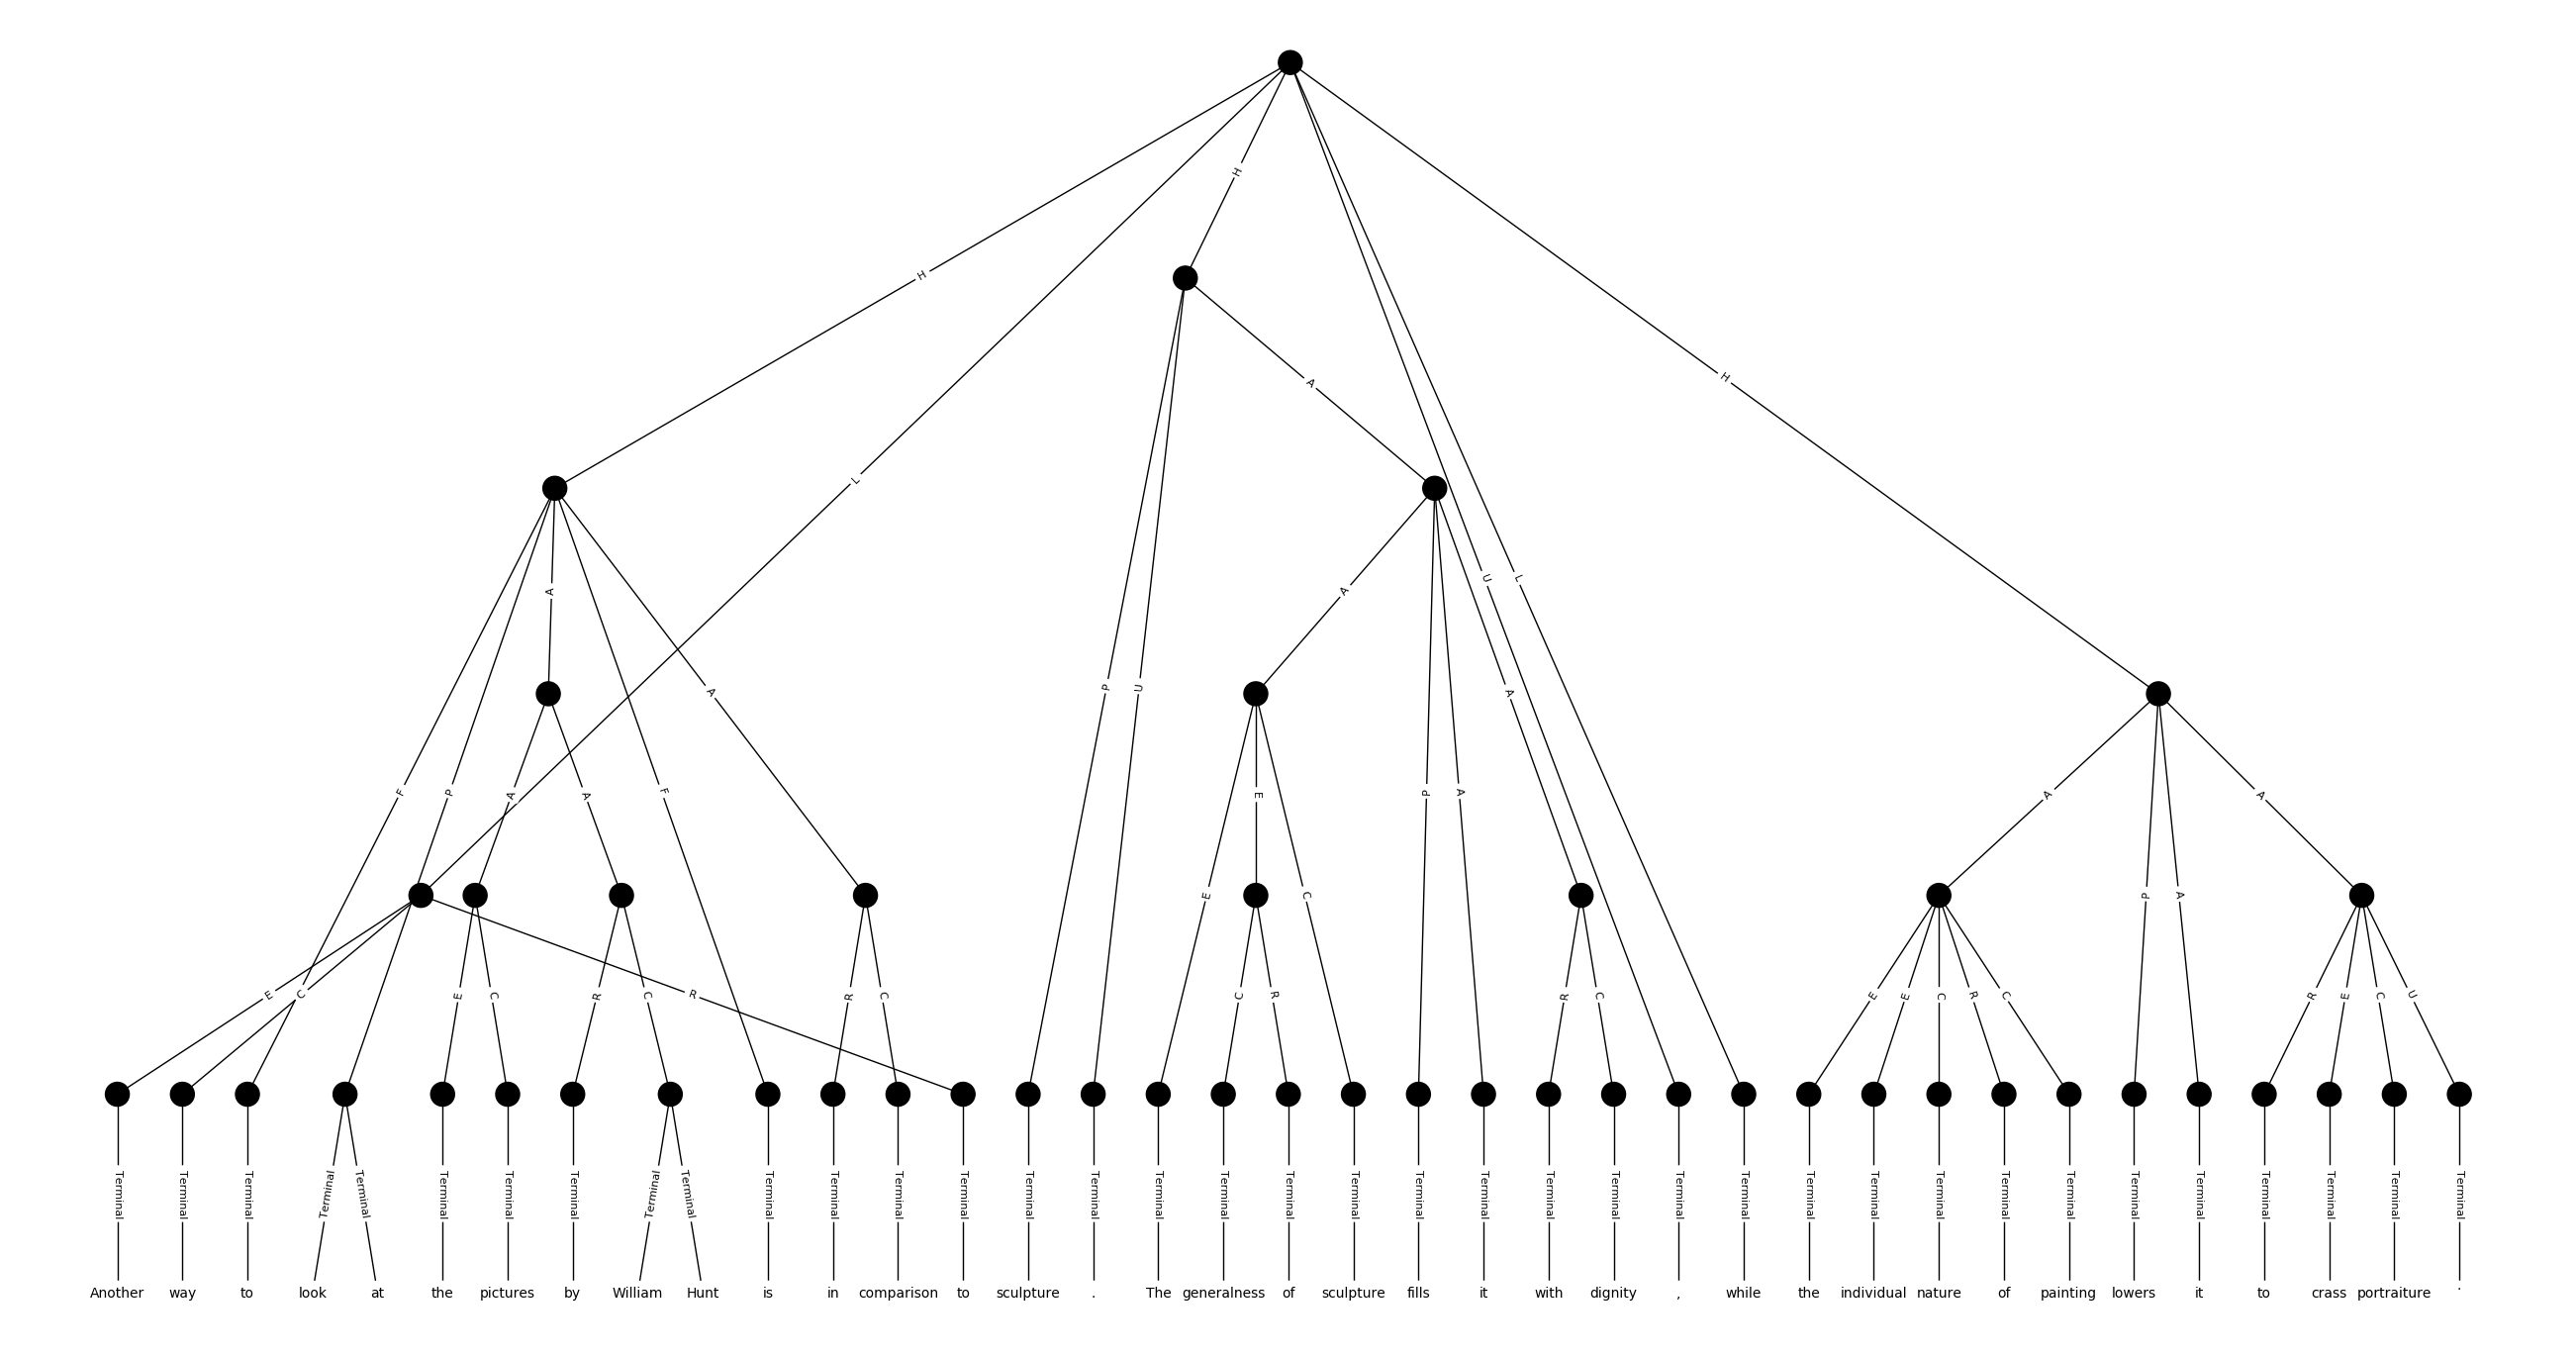 H
H
A
H
L
A
U
L
A
A
P
U
A
F
P
A
A
F
E
P
A
A
A
E
C
P
A
E
C
R
E
C
R
C
R
C
C
R
R
C
E
E
C
R
C
R
E
C
U
Terminal Terminal Terminal Terminal Terminal Terminal Terminal Terminal Terminal Terminal Terminal Terminal Terminal Terminal Terminal Terminal Terminal Terminal Terminal Terminal Terminal Terminal Terminal Terminal Terminal Terminal Terminal Terminal Terminal Terminal Terminal Terminal Terminal Terminal Terminal Terminal Terminal
Another way to look at the pictures by William Hunt is in comparison to sculpture . The generalness of sculpture fills it with dignity , while the individual nature of painting lowers it to crass portraiture .